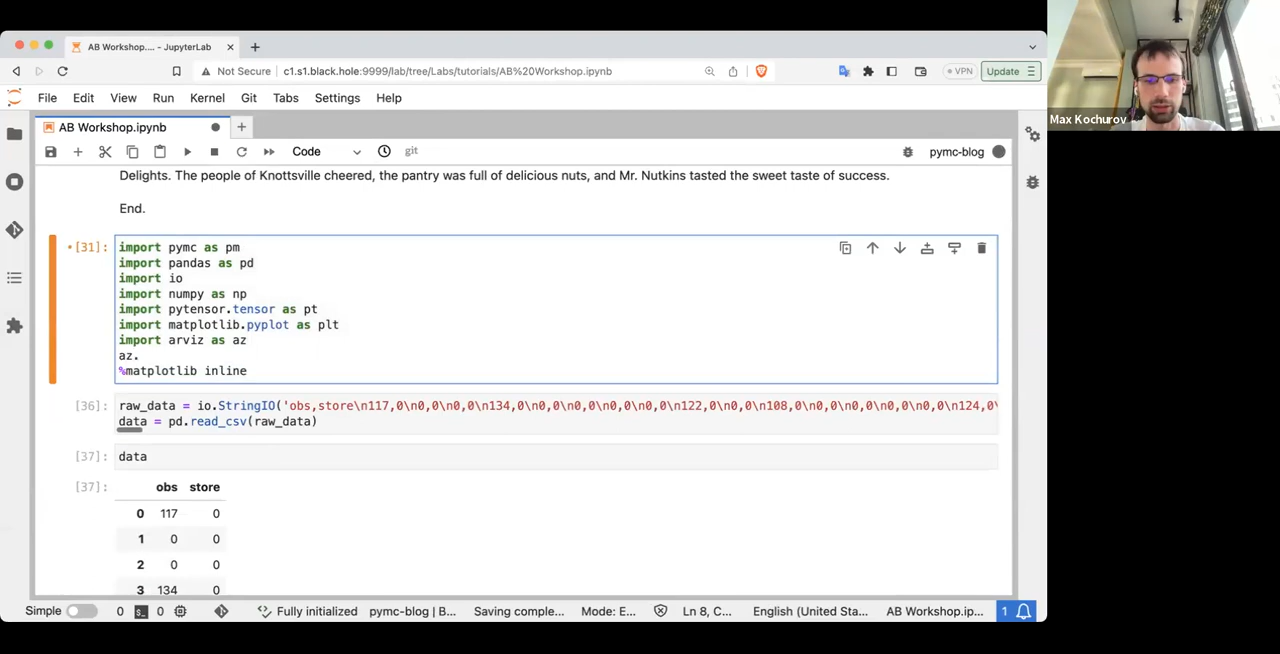 AB Workshop.... - JupyterLab
Not Secure c1.s1.black.hole:9999/lab/tree/Labs/tutorials/AB%20Workshop.ipynb VPN Update
File Edit View Run Kernel Git Tabs Settings Help
Max Kochurov
AB Workshop.ipynb
Code git pymc-blog
Delights. The people of Knottsville cheered, the pantry was full of delicious nuts, and Mr. Nutkins tasted the sweet taste of success.
End.
[31]: import pymc as pm
import pandas as pd
import io
import numpy as np
import pytensor.tensor as pt
import matplotlib.pyplot as plt
import arviz as az
az.
%matplotlib inline
[36]: raw_data = io.StringIO('obs,store\n117,0\n0,0\n0,0\n134,0\n0,0\n0,0\n0,0\n0,0\n122,0\n0,0\n108,0\n0,0\n0,0\n0,0\n0,0\n124,0\
data = pd.read_csv(raw_data)
[37]: data
[37]: obs store
0 117 0
1 0 0
2 0 0
3 134 0
Simple 0 $_ 0 Fully initialized pymc-blog | B... Saving comple... Mode: E... Ln 8, C... English (United Sta... AB Workshop.ip... 1